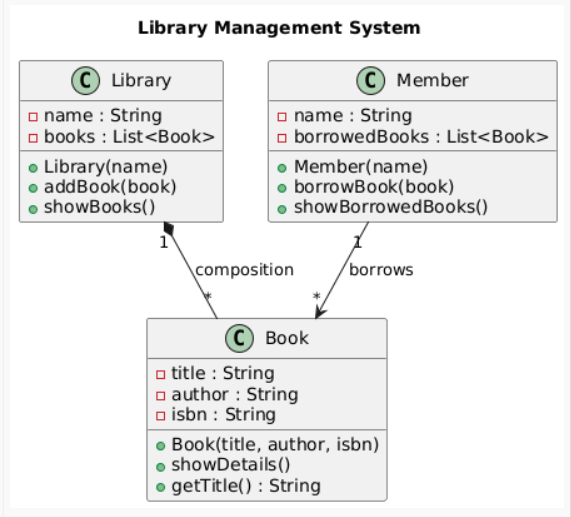 Library Management System
C Library
name : String
books : List<Book>
Library(name)
addBook(book)
showBooks()
C Member
name : String
borrowedBooks : List<Book>
Member(name)
borrowBook(book)
showBorrowedBooks()
1
composition
*
1
borrows
*
C Book
title : String
author : String
isbn : String
Book(title, author, isbn)
showDetails()
getTitle() : String